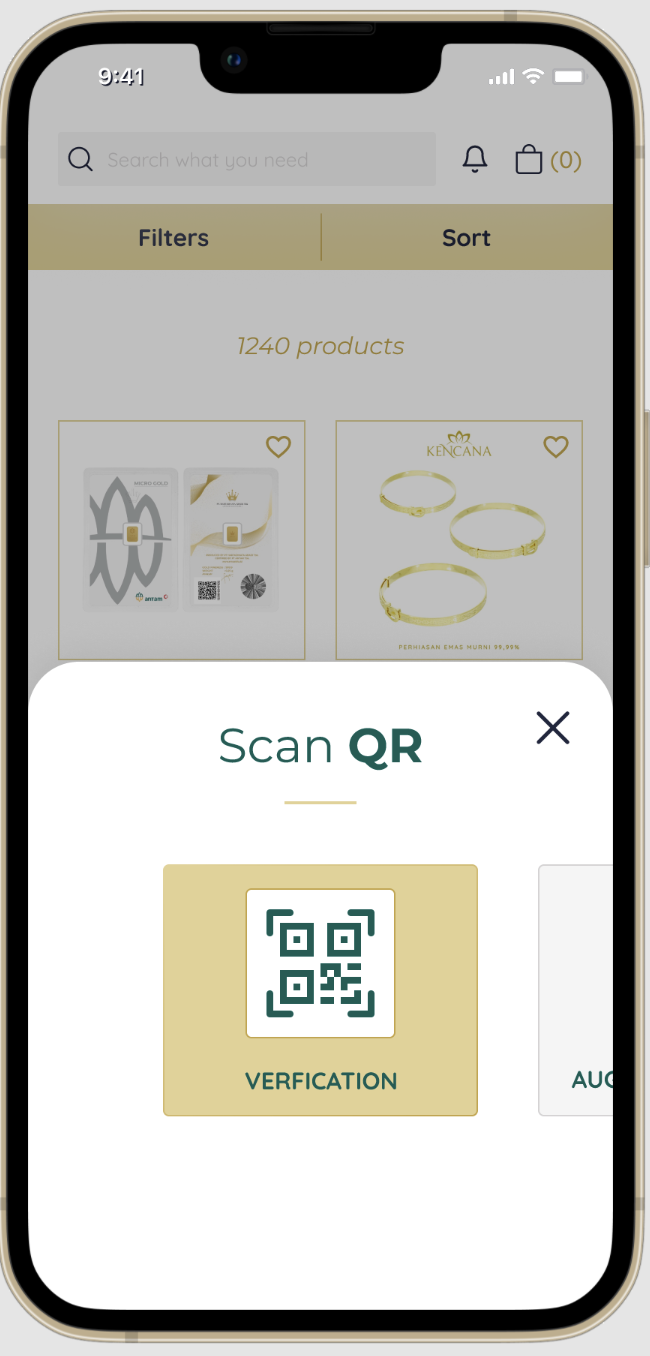 9:41
Search what you need
(0)
Filters
Sort
1240 products
MICRO GOLD
antam
KENCANA
PERHIASAN EMAS MURNI 99,99%
Scan QR
VERFICATION
AUG